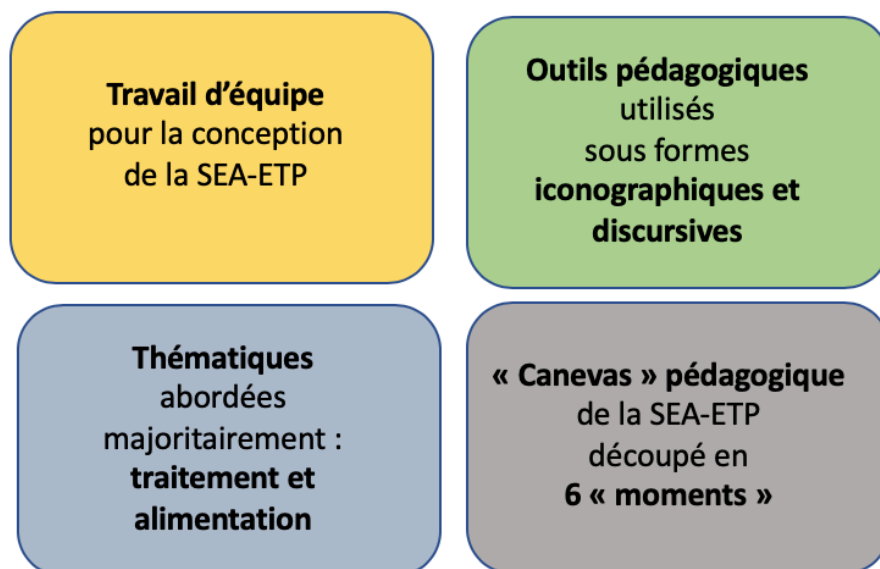 Travail d’équipe
pour la conception
de la SEA-ETP
Outils pédagogiques
utilisés
sous formes
iconographiques et
discursives
Thématiques
abordées
majoritairement :
traitement et
alimentation
« Canevas » pédagogique
de la SEA-ETP
découpé en
6 « moments »